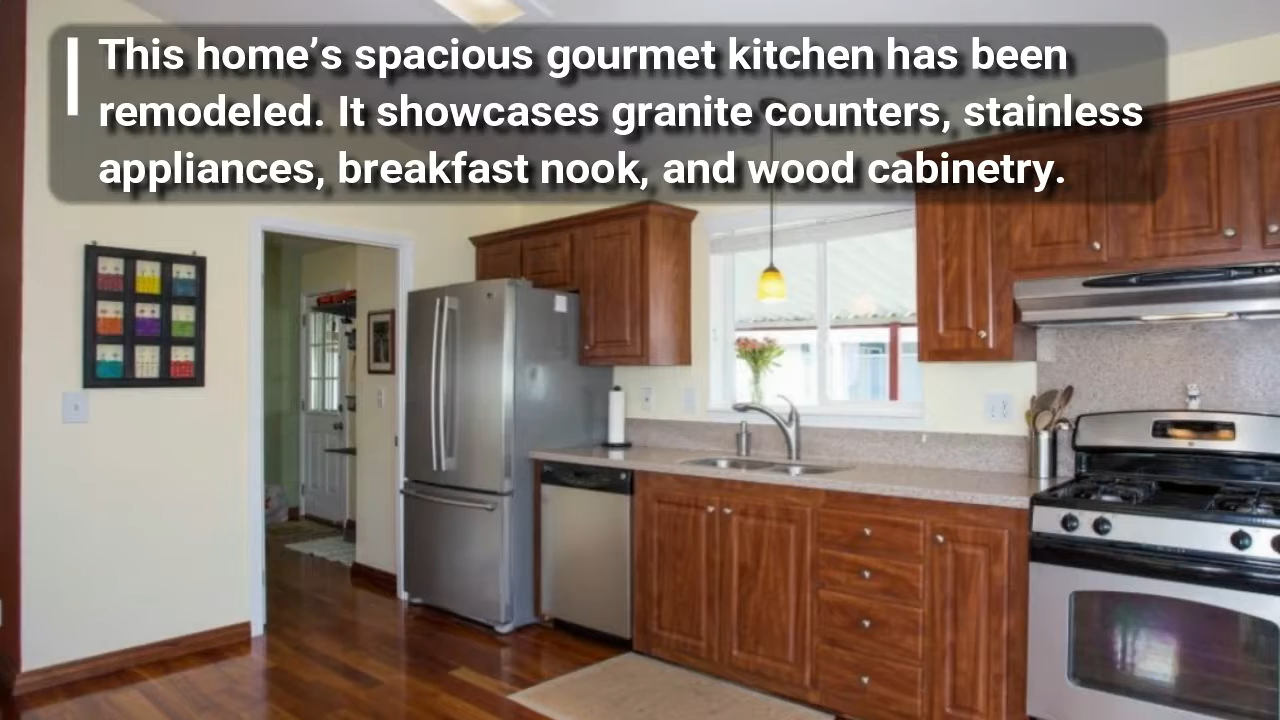 This home’s spacious gourmet kitchen has been
remodeled. It showcases granite counters, stainless
appliances, breakfast nook, and wood cabinetry.